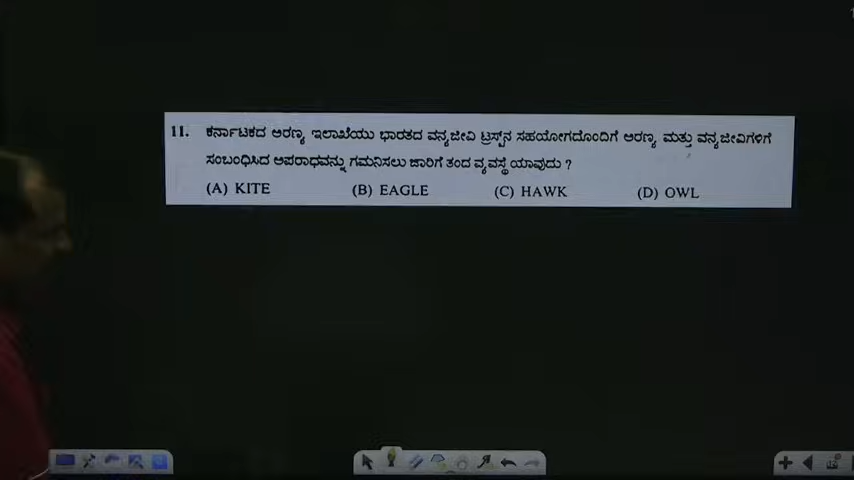 11. ಕರ್ನಾಟಕದ ಅರಣ್ಯ ಇಲಾಖೆಯು ಭಾರತದ ವನ್ಯಜೀವಿ ಟ್ರಸ್ಟ್‌ನ ಸಹಯೋಗದೊಂದಿಗೆ ಅರಣ್ಯ ಮತ್ತು ವನ್ಯಜೀವಿಗಳಿಗೆ
ಸಂಬಂಧಿಸಿದ ಅಪರಾಧವನ್ನು ಗಮನಿಸಲು ಜಾರಿಗೆ ತಂದ ವ್ಯವಸ್ಥೆ ಯಾವುದು ?
(A) KITE (B) EAGLE (C) HAWK (D) OWL